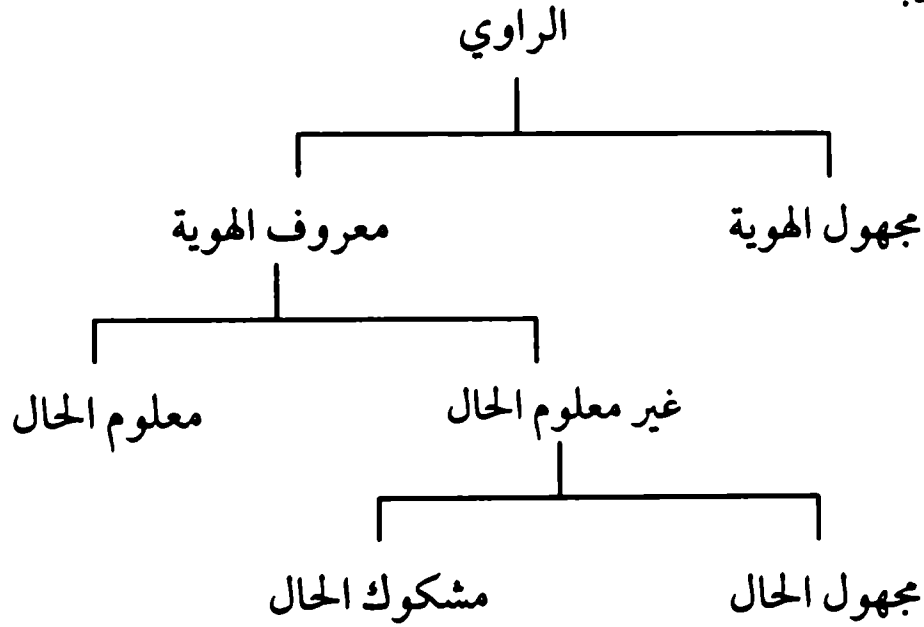 الراوي
مجهول الهوية معروف الهوية
غير معلوم الحال معلوم الحال
مجهول الحال مشكوك الحال